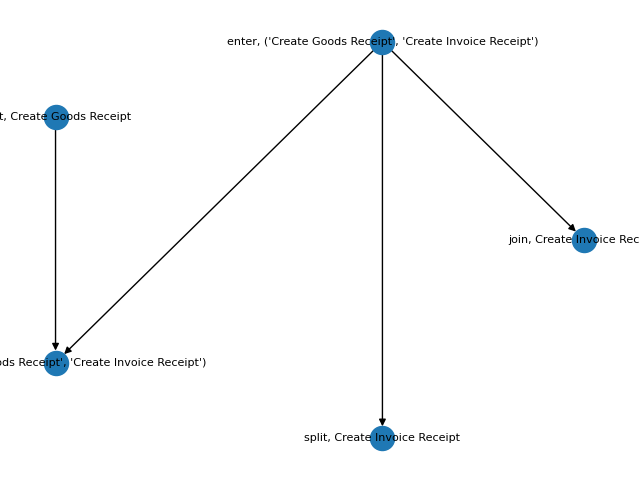 enter, ('Create Goods Receipt', 'Create Invoice Receipt')
t, Create Goods Receipt
join, Create Invoice Rec
ds Receipt', 'Create Invoice Receipt')
split, Create Invoice Receipt